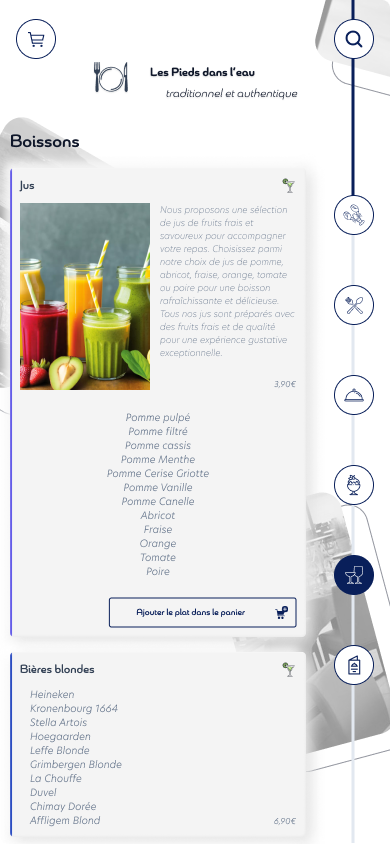 Les Pieds dans l'eau
traditionnel et authentique
Boissons
Jus
Nous proposons une sélection
de jus de fruits frais et
savoureux pour accompagner
votre repas. Choisissez parmi
notre choix de jus de pomme,
abricot, fraise, orange, tomate
ou poire pour une boisson
rafraîchissante et délicieuse.
Tous nos jus sont préparés avec
des fruits frais et de qualité
pour une expérience gustative
exceptionnelle.
3,90€
Pomme pulpé
Pomme filtré
Pomme cassis
Pomme Menthe
Pomme Cerise Griotte
Pomme Vanille
Pomme Canelle
Abricot
Fraise
Orange
Tomate
Poire
Ajouter le plat dans le panier
Bières blondes
Heineken
Kronenbourg 1664
Stella Artois
Hoegaarden
Leffe Blonde
Grimbergen Blonde
La Chouffe
Duvel
Chimay Dorée
Affligem Blond
6,90€